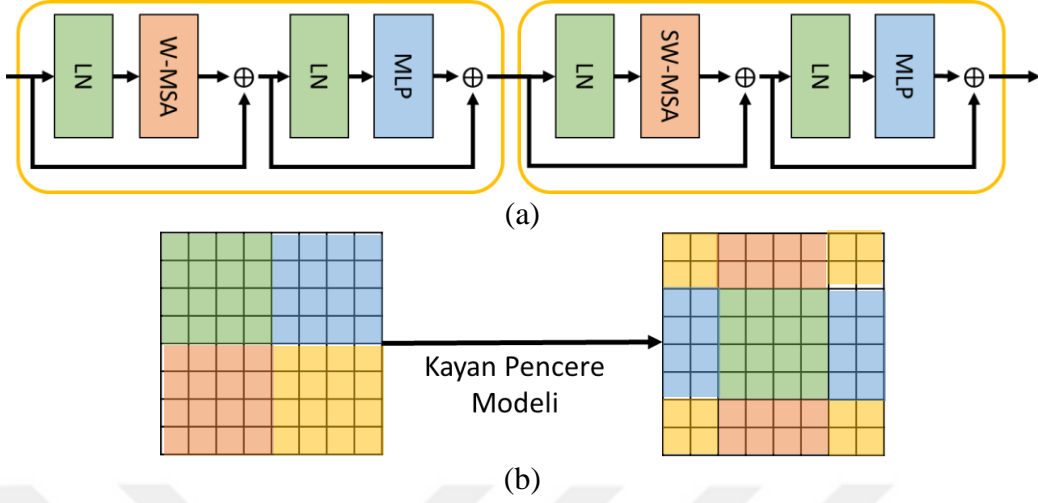 LN
W-MSA
LN
MLP
LN
SW-MSA
LN
MLP
(a)
Kayan Pencere
Modeli
(b)